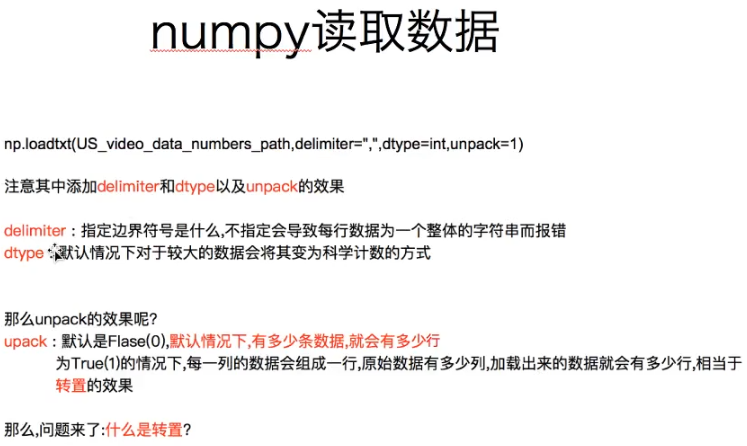 numpy读取数据
np.loadtxt(US_video_data_numbers_path,delimiter=",",dtype=int,unpack=1)
注意其中添加delimiter和dtype以及unpack的效果
delimiter：指定边界符号是什么,不指定会导致每行数据为一个整体的字符串而报错
dtype：默认情况下对于较大的数据会将其变为科学计数的方式
那么unpack的效果呢?
upack：默认是Flase(0),默认情况下,有多少条数据,就会有多少行
为True(1)的情况下,每一列的数据会组成一行,原始数据有多少列,加载出来的数据就会有多少行,相当于
转置的效果
那么,问题来了:什么是转置?